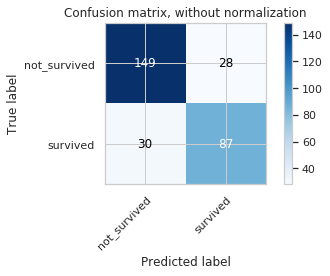 Confusion matrix, without normalization
True label
not_survived
survived
149
28
30
87
not_survived
survived
Predicted label
140
120
100
80
60
40